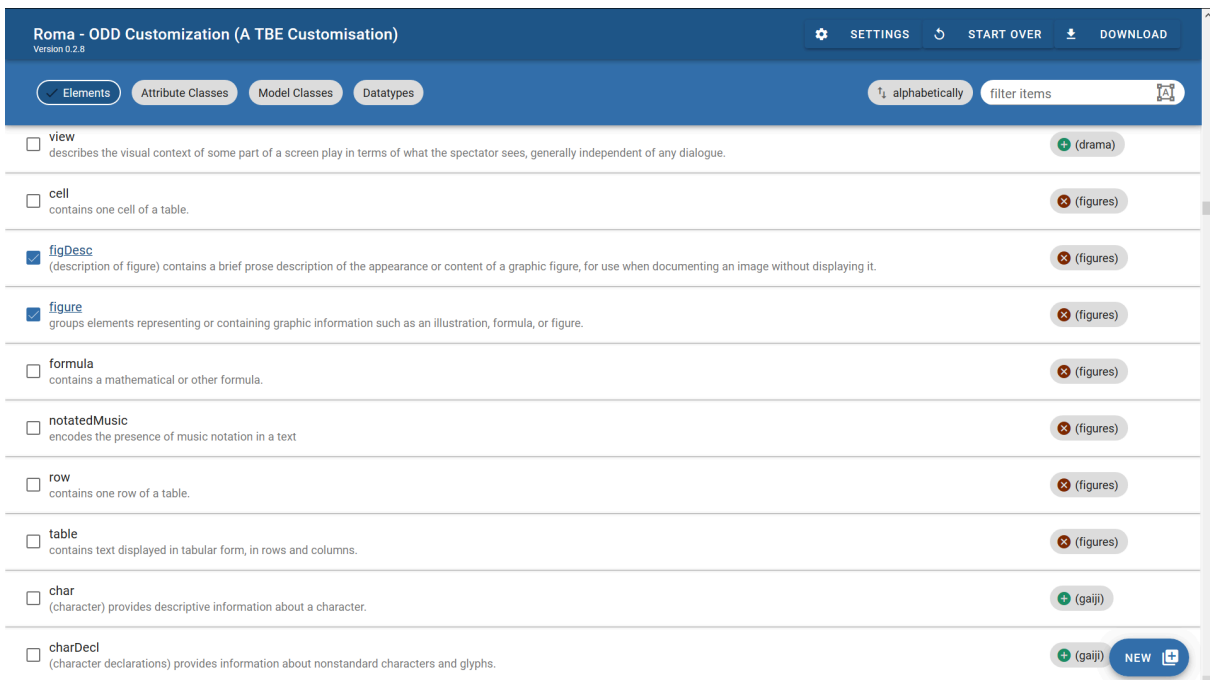 Roma - ODD Customization (A TBE Customisation)
Version 0.2.8
SETTINGS
START OVER
DOWNLOAD
Elements
Attribute Classes
Model Classes
Datatypes
alphabetically
filter items
A
view
describes the visual context of some part of a screen play in terms of what the spectator sees, generally independent of any dialogue.
(drama)
cell
contains one cell of a table.
(figures)
figDesc
(description of figure) contains a brief prose description of the appearance or content of a graphic figure, for use when documenting an image without displaying it.
(figures)
figure
groups elements representing or containing graphic information such as an illustration, formula, or figure.
(figures)
formula
contains a mathematical or other formula.
(figures)
notatedMusic
encodes the presence of music notation in a text
(figures)
row
contains one row of a table.
(figures)
table
contains text displayed in tabular form, in rows and columns.
(figures)
char
(character) provides descriptive information about a character.
(gaiji)
charDecl
(character declarations) provides information about nonstandard characters and glyphs.
(gaiji)
NEW